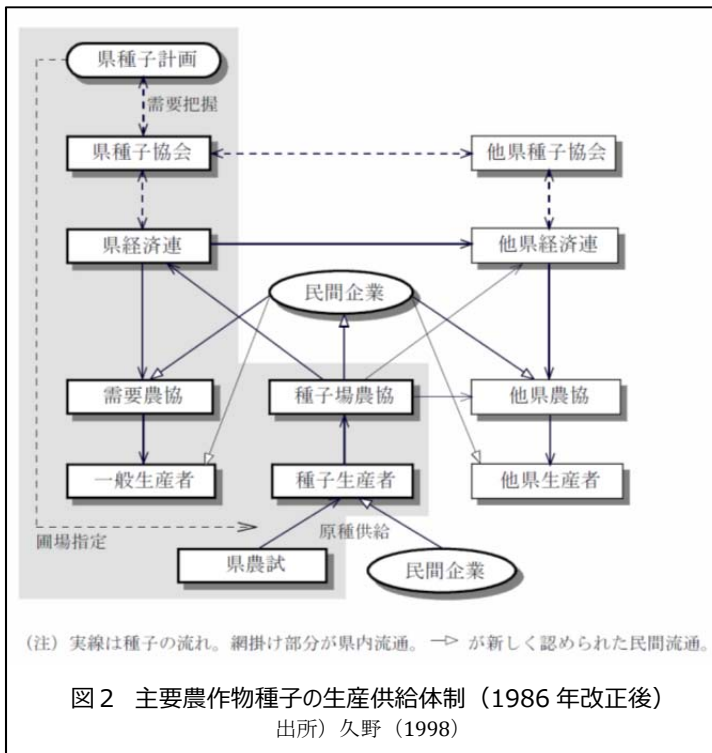 県種子計画
需要把握
県種子協会
他県種子協会
県経済連
他県経済連
民間企業
需要農協
種子場農協
他県農協
一般生産者
種子生産者
他県生産者
圃場指定
原種供給
県農試
民間企業
（注）実線は種子の流れ。網掛け部分が県内流通。―▷ が新しく認められた民間流通。
図２ 主要農作物種子の生産供給体制（1986 年改正後）
出所）久野（1998）